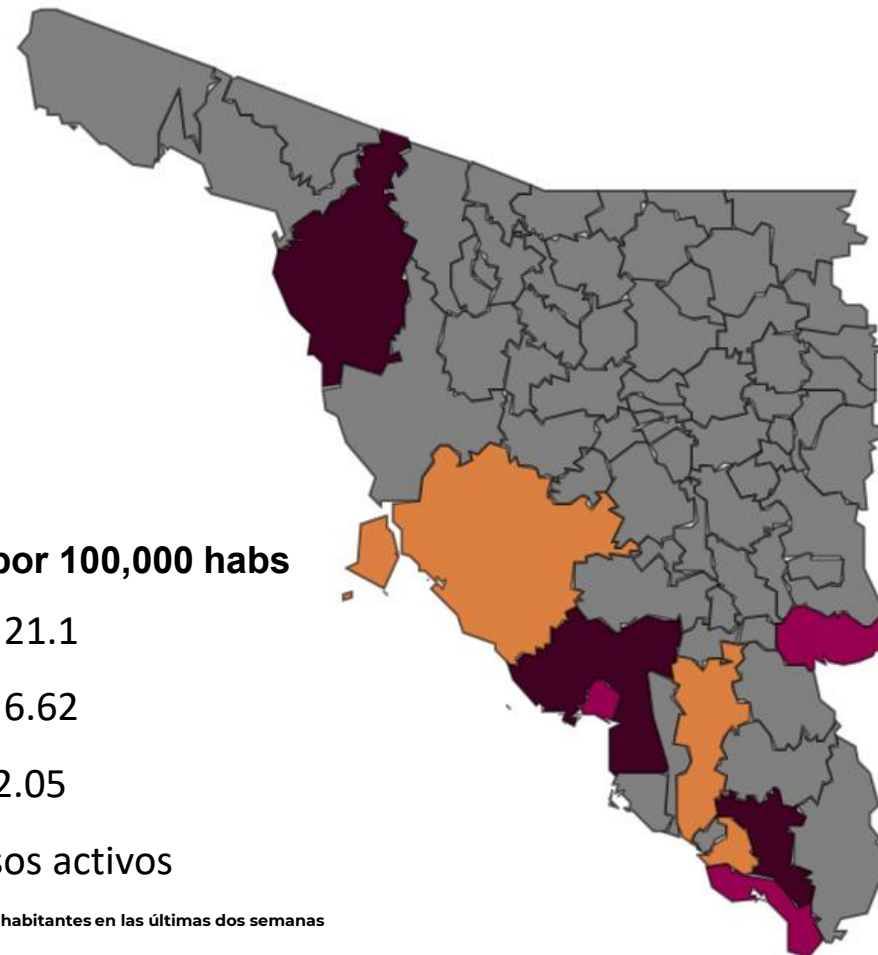 por 100,000 habs
21.1
6.62
2.05
sos activos
habitantes en las últimas dos semanas